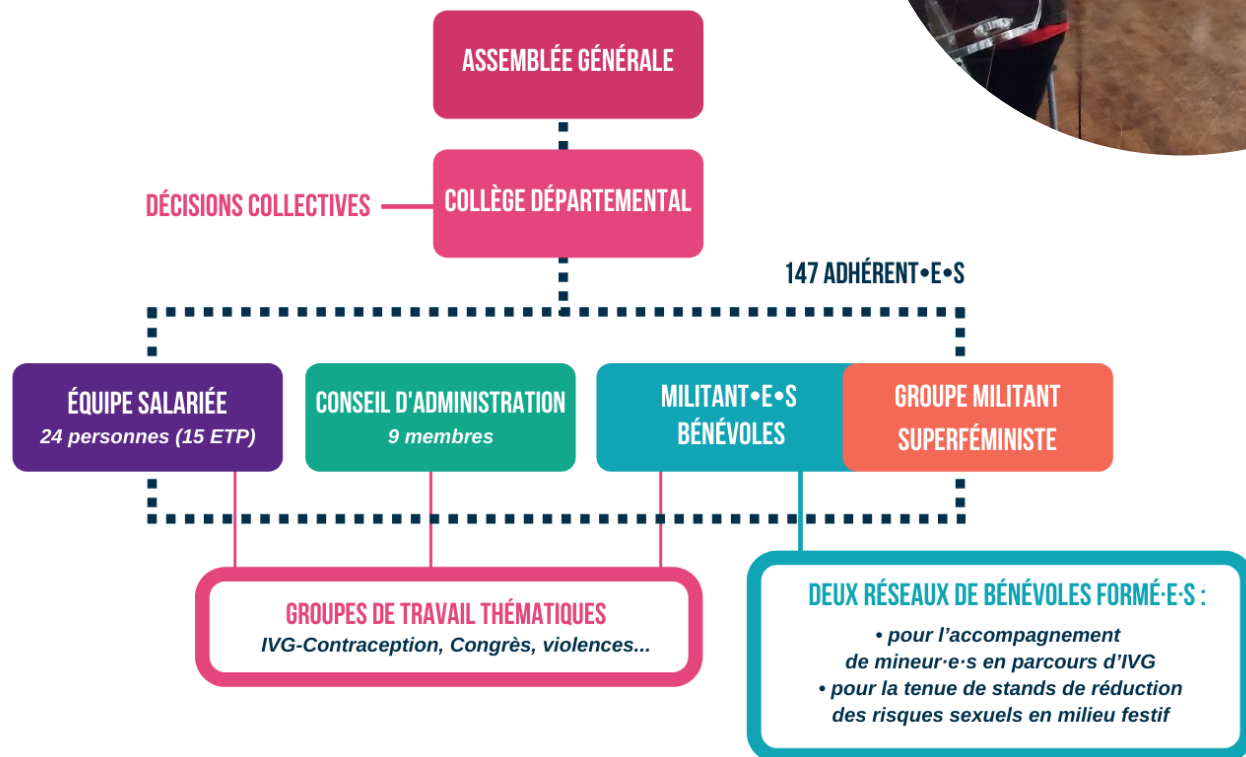 ASSEMBLÉE GÉNÉRALE
DÉCISIONS COLLECTIVES
COLLÈGE DÉPARTEMENTAL
147 ADHÉRENT•E•S
ÉQUIPE SALARIÉE
24 personnes (15 ETP)
CONSEIL D'ADMINISTRATION
9 membres
MILITANT•E•S
BÉNÉVOLES
GROUPE MILITANT
SUPERFÉMINISTE
GROUPES DE TRAVAIL THÉMATIQUES
IVG-Contraception, Congrès, violences...
DEUX RÉSEAUX DE BÉNÉVOLES FORMÉ·E·S :
• pour l’accompagnement
de mineur·e·s en parcours d’IVG
• pour la tenue de stands de réduction
des risques sexuels en milieu festif